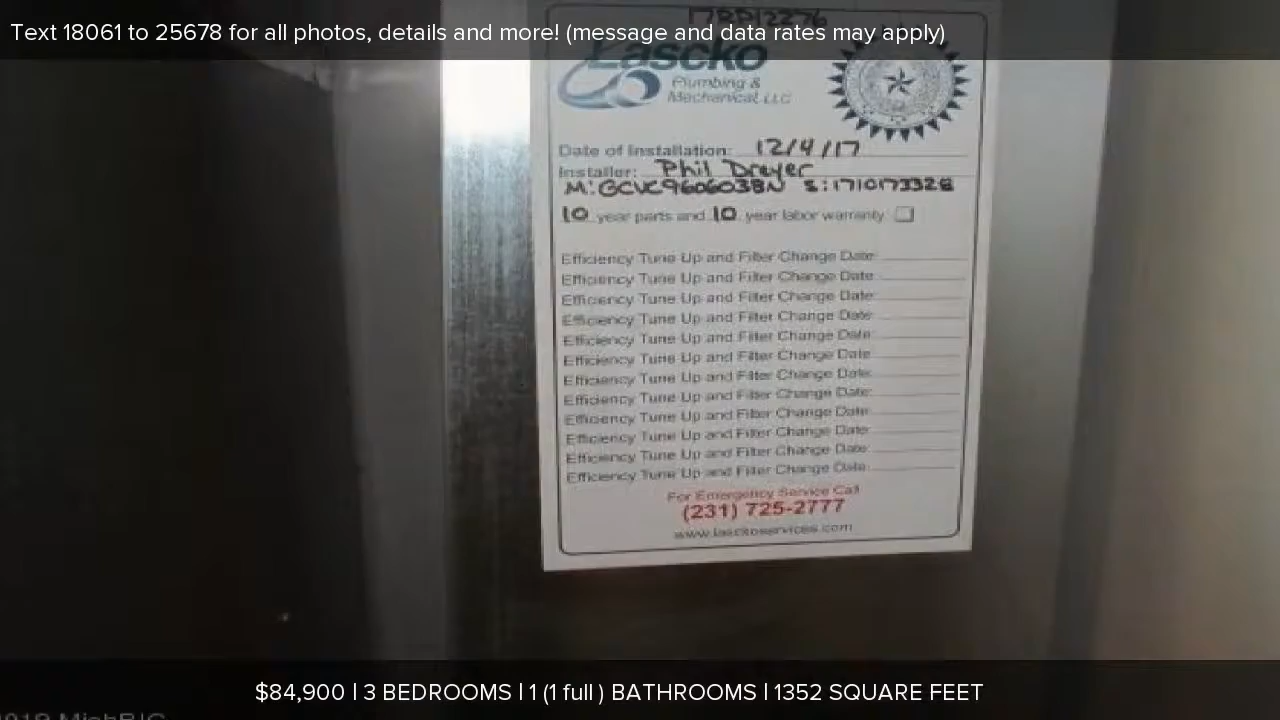 Text 18061 to 25678 for all photos, details and more! (message and data rates may apply)
Lascko
Plumbing &
Mechanical LLC
Date of Installation: 12/4/17
Installer: Phil Dreyer
M: GCVC960603BN S: 1710173328
10 year parts and 10 year labor warranty
Efficiency Tune Up and Filter Change Date
Efficiency Tune Up and Filter Change Date
Efficiency Tune Up and Filter Change Date
Efficiency Tune Up and Filter Change Date
Efficiency Tune Up and Filter Change Date
Efficiency Tune Up and Filter Change Date
Efficiency Tune Up and Filter Change Date
Efficiency Tune Up and Filter Change Date
Efficiency Tune Up and Filter Change Date
Efficiency Tune Up and Filter Change Date
Efficiency Tune Up and Filter Change Date
Efficiency Tune Up and Filter Change Date
For Emergency Service Call
(231) 725-2777
www.lasckoservices.com
$84,900 | 3 BEDROOMS | 1 (1 full ) BATHROOMS | 1352 SQUARE FEET